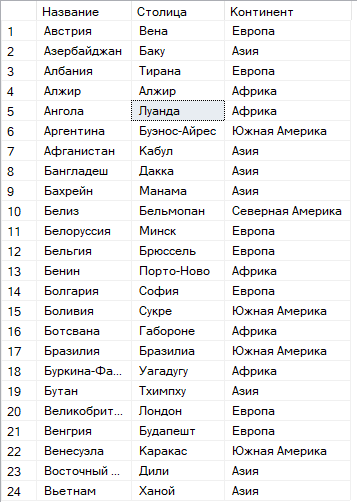 Название Столица Континент
1 Австрия Вена Европа
2 Азербайджан Баку Азия
3 Албания Тирана Европа
4 Алжир Алжир Африка
5 Ангола Луанда Африка
6 Аргентина Буэнос-Айрес Южная Америка
7 Афганистан Кабул Азия
8 Бангладеш Дакка Азия
9 Бахрейн Манама Азия
10 Белиз Бельмопан Северная Америка
11 Белоруссия Минск Европа
12 Бельгия Брюссель Европа
13 Бенин Порто-Ново Африка
14 Болгария София Европа
15 Боливия Сукре Южная Америка
16 Ботсвана Габороне Африка
17 Бразилия Бразилиа Южная Америка
18 Буркина-Фа... Уагадугу Африка
19 Бутан Тхимпху Азия
20 Великобрит... Лондон Европа
21 Венгрия Будапешт Европа
22 Венесуэла Каракас Южная Америка
23 Восточный ... Дили Азия
24 Вьетнам Ханой Азия